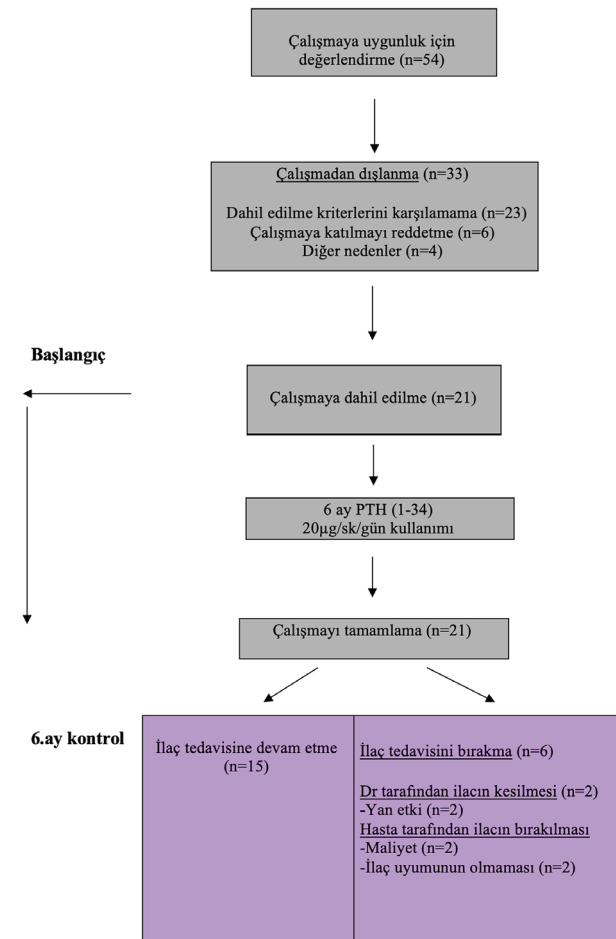 Çalışmaya uygunluk için
değerlendirme (n=54)
Çalışmadan dışlanma (n=33)
Dahil edilme kriterlerini karşılamama (n=23)
Çalışmaya katılmayı reddetme (n=6)
Diğer nedenler (n=4)
Başlangıç
Çalışmaya dahil edilme (n=21)
6 ay PTH (1-34)
20µg/sk/gün kullanımı
Çalışmayı tamamlama (n=21)
6.ay kontrol
İlaç tedavisine devam etme
(n=15)
İlaç tedavisini bırakma (n=6)
Dr tarafından ilacın kesilmesi (n=2)
-Yan etki (n=2)
Hasta tarafından ilacın bırakılması
-Maliyet (n=2)
-İlaç uyumunun olmaması (n=2)